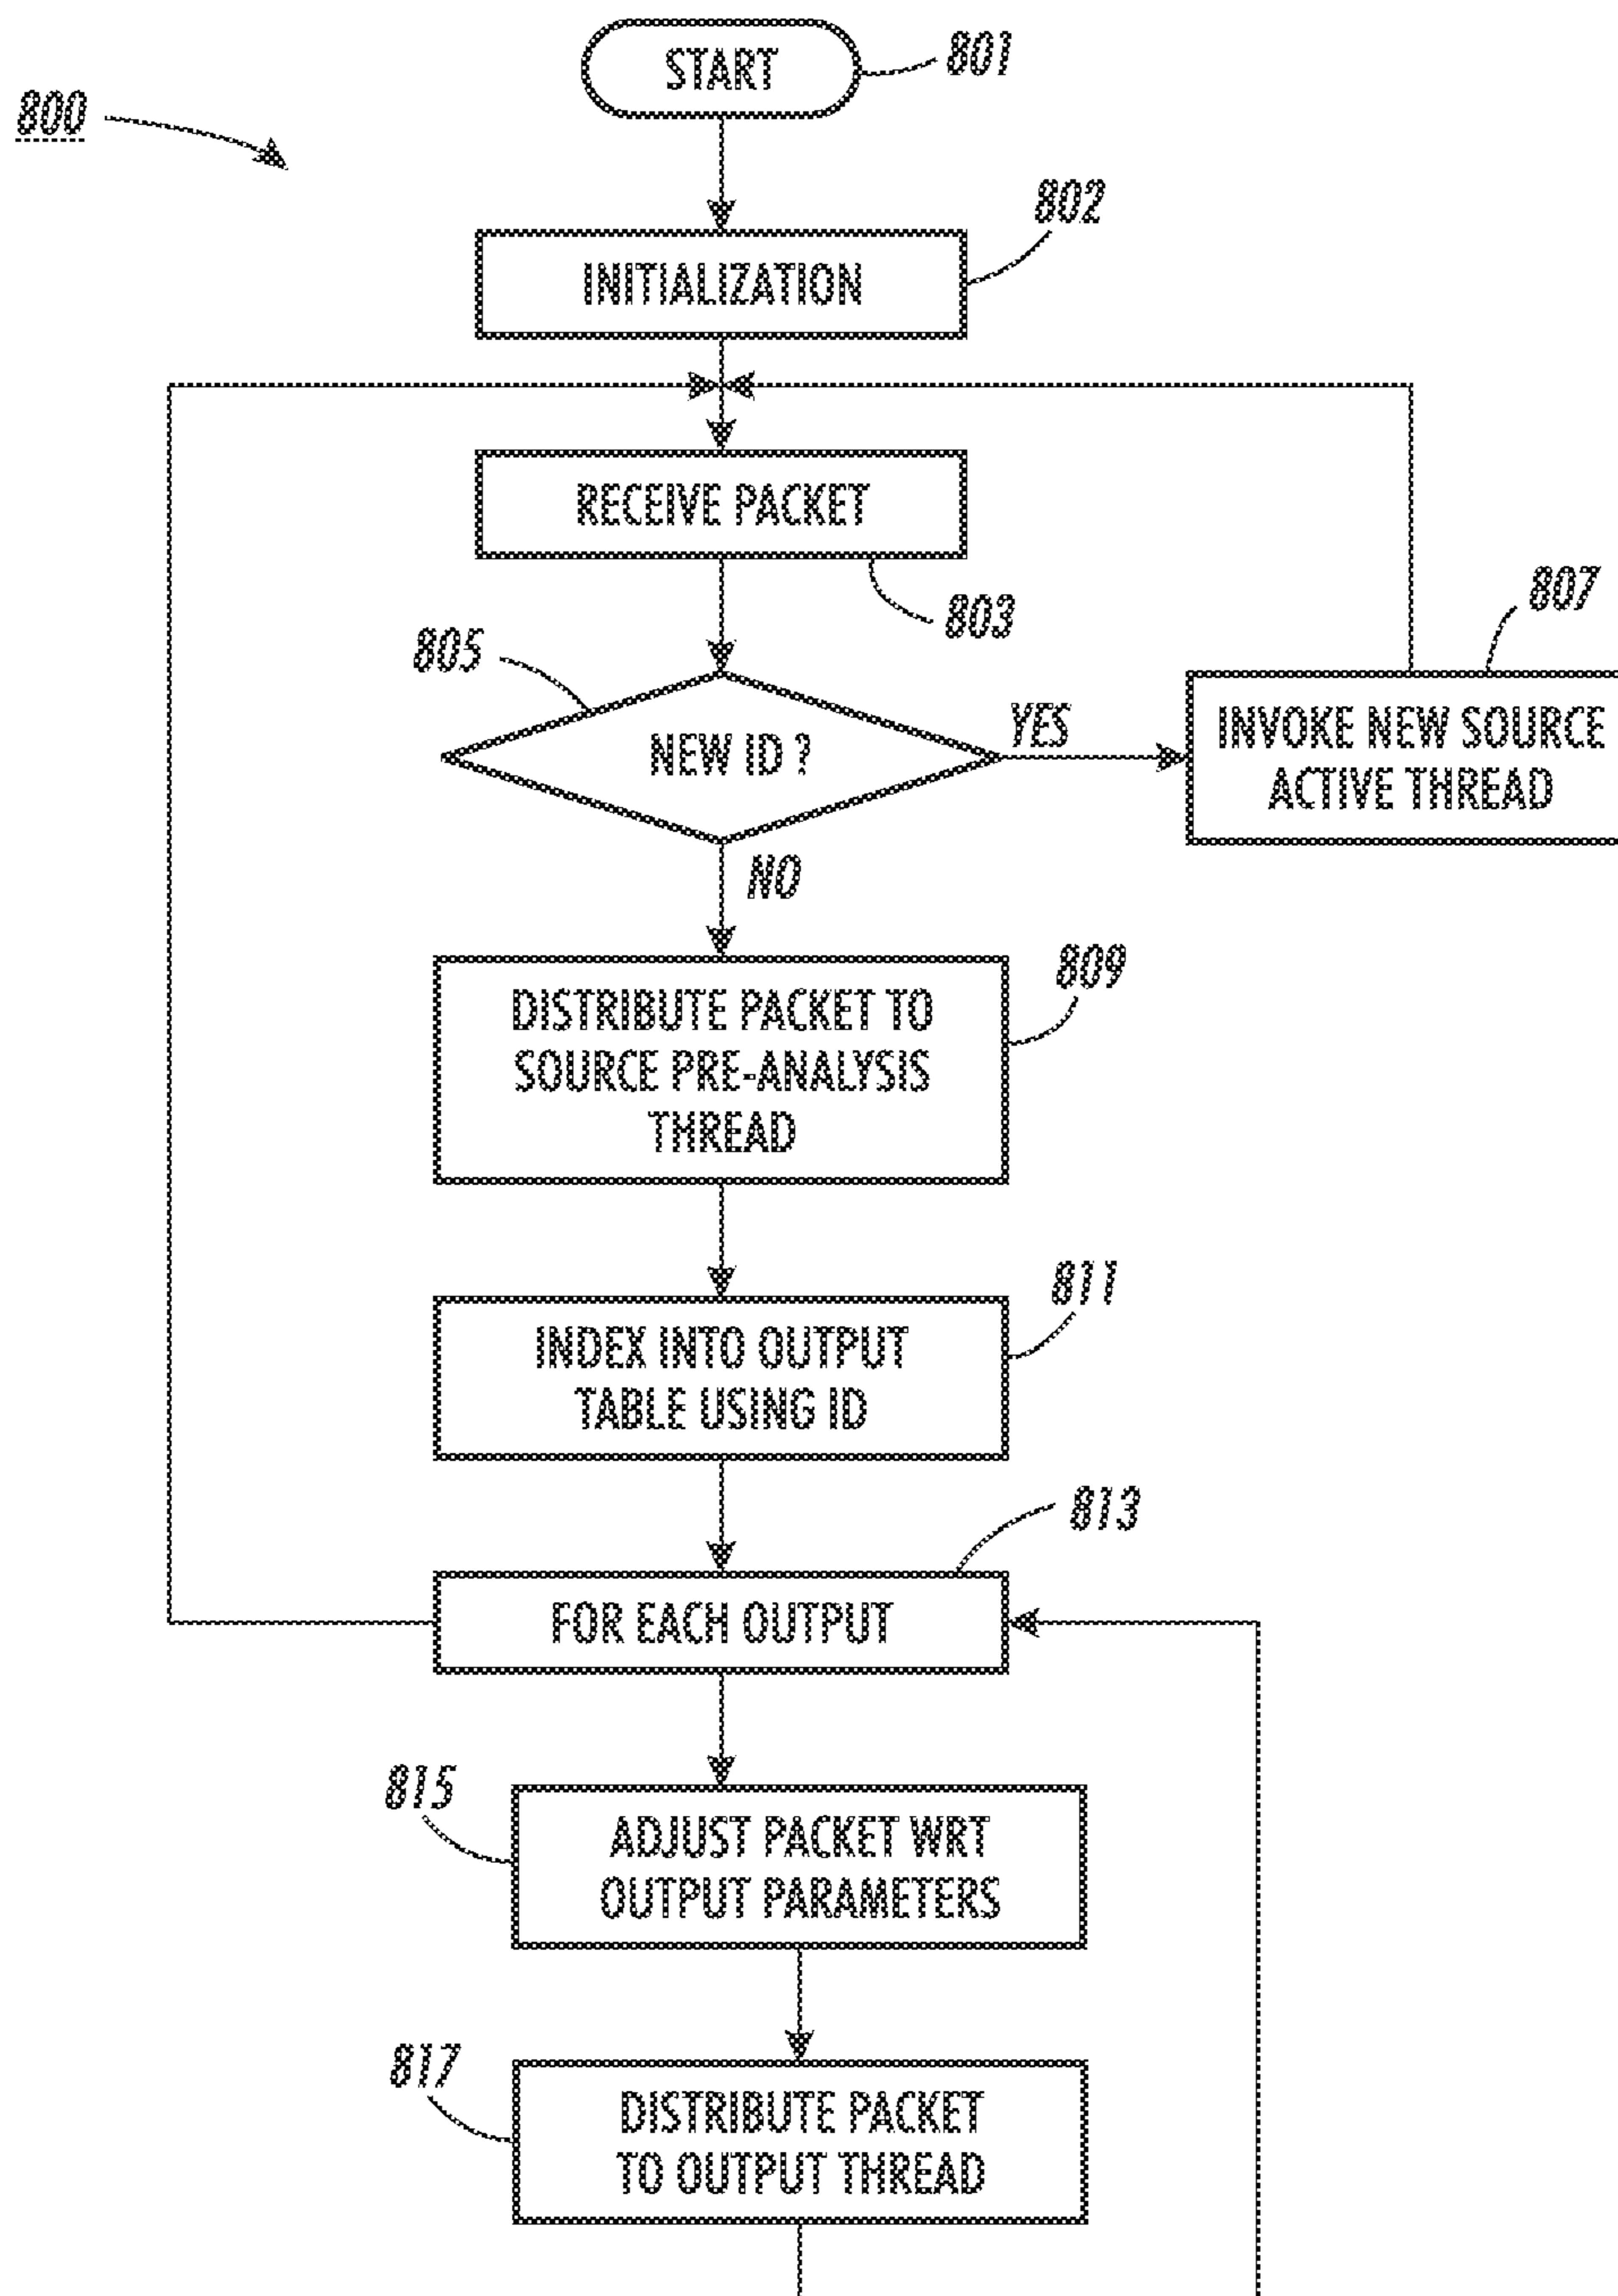 START
801
800
802
INITIALIZATION
RECEIVE PACKET
803
805
807
NEW ID ?
YES
INVOKE NEW SOURCE
ACTIVE THREAD
NO
809
DISTRIBUTE PACKET TO
SOURCE PRE-ANALYSIS
THREAD
811
INDEX INTO OUTPUT
TABLE USING ID
813
FOR EACH OUTPUT
815
ADJUST PACKET WRT
OUTPUT PARAMETERS
817
DISTRIBUTE PACKET
TO OUTPUT THREAD